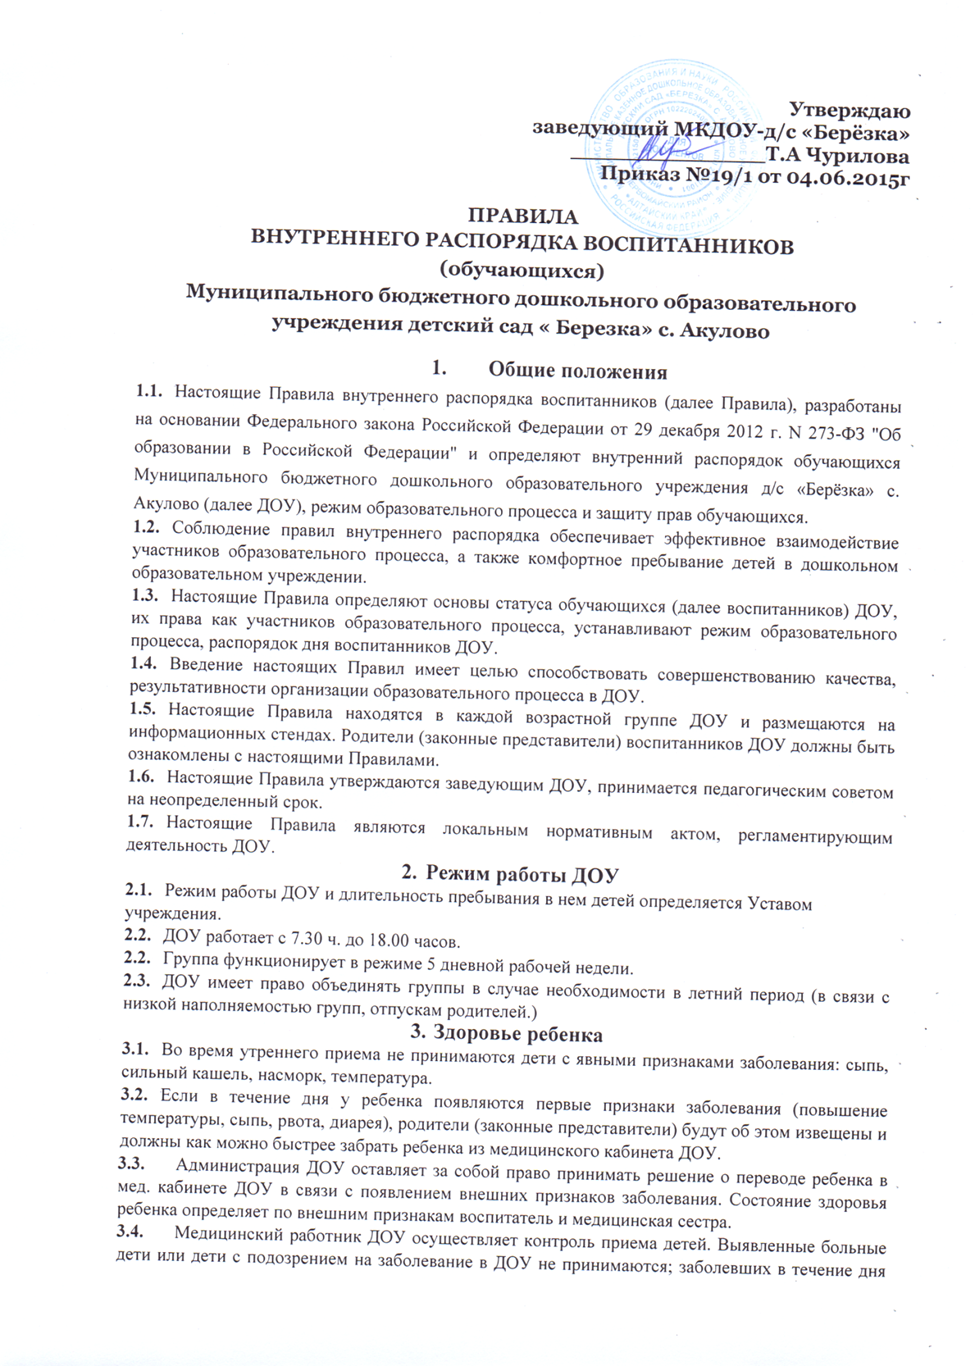 Утверждаю
заведующий МКДОУ-д/с «Берёзка»
Т.А Чурилова
Приказ №19/1 от 04.06.2015г
ПРАВИЛА
ВНУТРЕННЕГО РАСПОРЯДКА ВОСПИТАННИКОВ
(обучающихся)
Муниципального бюджетного дошкольного образовательного
учреждения детский сад « Березка» с. Акулово
1. Общие положения
1.1. Настоящие Правила внутреннего распорядка воспитанников (далее Правила), разработаны
на основании Федерального закона Российской Федерации от 29 декабря 2012 г. N 273-ФЗ "Об
образовании в Российской Федерации" и определяют внутренний распорядок обучающихся
Муниципального бюджетного дошкольного образовательного учреждения д/с «Берёзка» с.
Акулово (далее ДОУ), режим образовательного процесса и защиту прав обучающихся.
1.2. Соблюдение правил внутреннего распорядка обеспечивает эффективное взаимодействие
участников образовательного процесса, а также комфортное пребывание детей в дошкольном
образовательном учреждении.
1.3. Настоящие Правила определяют основы статуса обучающихся (далее воспитанников) ДОУ,
их права как участников образовательного процесса, устанавливают режим образовательного
процесса, распорядок дня воспитанников ДОУ.
1.4. Введение настоящих Правил имеет целью способствовать совершенствованию качества,
результативности организации образовательного процесса в ДОУ.
1.5. Настоящие Правила находятся в каждой возрастной группе ДОУ и размещаются на
информационных стендах. Родители (законные представители) воспитанников ДОУ должны быть
ознакомлены с настоящими Правилами.
1.6. Настоящие Правила утверждаются заведующим ДОУ, принимается педагогическим советом
на неопределенный срок.
1.7. Настоящие Правила являются локальным нормативным актом, регламентирующим
деятельность ДОУ.
2. Режим работы ДОУ
2.1. Режим работы ДОУ и длительность пребывания в нем детей определяется Уставом
учреждения.
2.2. ДОУ работает с 7.30 ч. до 18.00 часов.
2.2. Группа функционирует в режиме 5 дневной рабочей недели.
2.3. ДОУ имеет право объединять группы в случае необходимости в летний период (в связи с
низкой наполняемостью групп, отпускам родителей.)
3. Здоровье ребенка
3.1. Во время утреннего приема не принимаются дети с явными признаками заболевания: сыпь,
сильный кашель, насморк, температура.
3.2. Если в течение дня у ребенка появляются первые признаки заболевания (повышение
температуры, сыпь, рвота, диарея), родители (законные представители) будут об этом извещены и
должны как можно быстрее забрать ребенка из медицинского кабинета ДОУ.
3.3. Администрация ДОУ оставляет за собой право принимать решение о переводе ребенка в
мед. кабинете ДОУ в связи с появлением внешних признаков заболевания. Состояние здоровья
ребенка определяет по внешним признакам воспитатель и медицинская сестра.
3.4. Медицинский работник ДОУ осуществляет контроль приема детей. Выявленные больные
дети или дети с подозрением на заболевание в ДОУ не принимаются; заболевших в течение дня